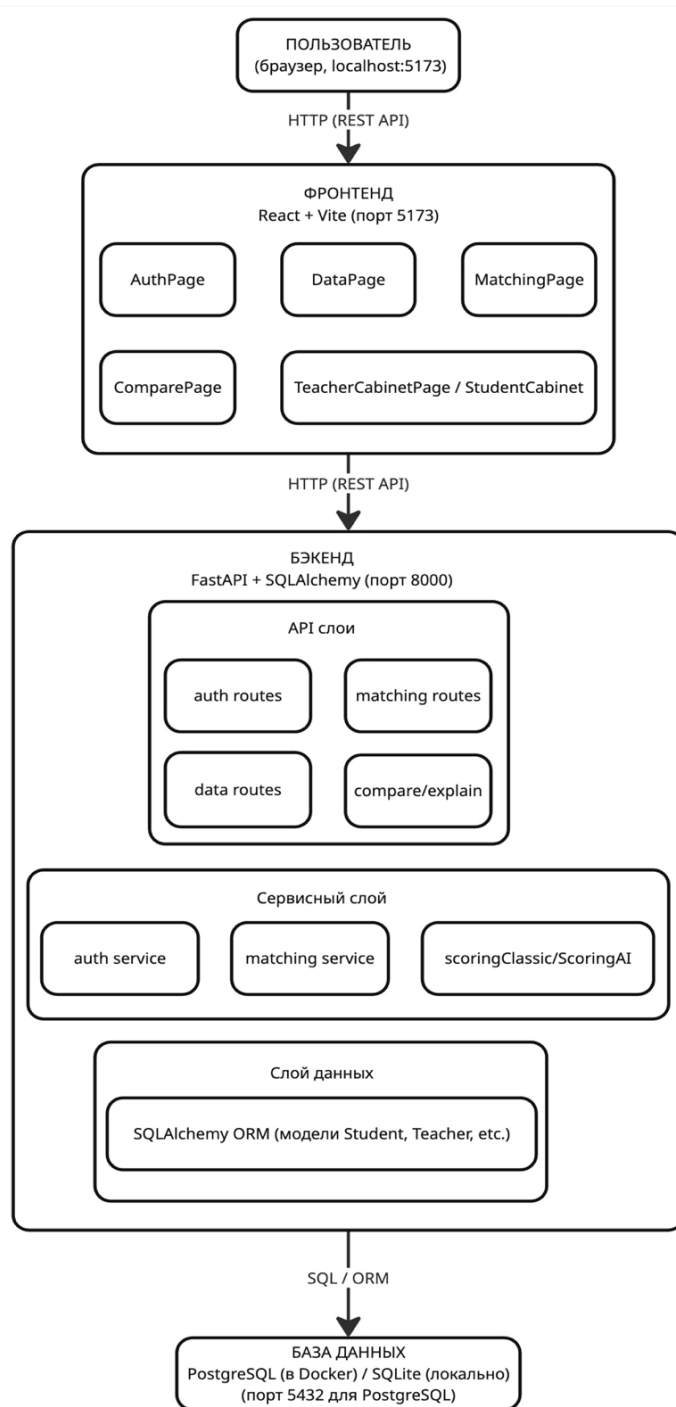 ПОЛЬЗОВАТЕЛЬ
(браузер, localhost:5173)
HTTP (REST API)
ФРОНТЕНД
React + Vite (порт 5173)
AuthPage
DataPage
MatchingPage
ComparePage
TeacherCabinetPage / StudentCabinet
HTTP (REST API)
БЭКЕНД
FastAPI + SQLAlchemy (порт 8000)
API слои
auth routes
matching routes
data routes
compare/explain
Сервисный слой
auth service
matching service
scoringClassic/ScoringAI
Слой данных
SQLAlchemy ORM (модели Student, Teacher, etc.)
SQL / ORM
БАЗА ДАННЫХ
PostgreSQL (в Docker) / SQLite (локально)
(порт 5432 для PostgreSQL)